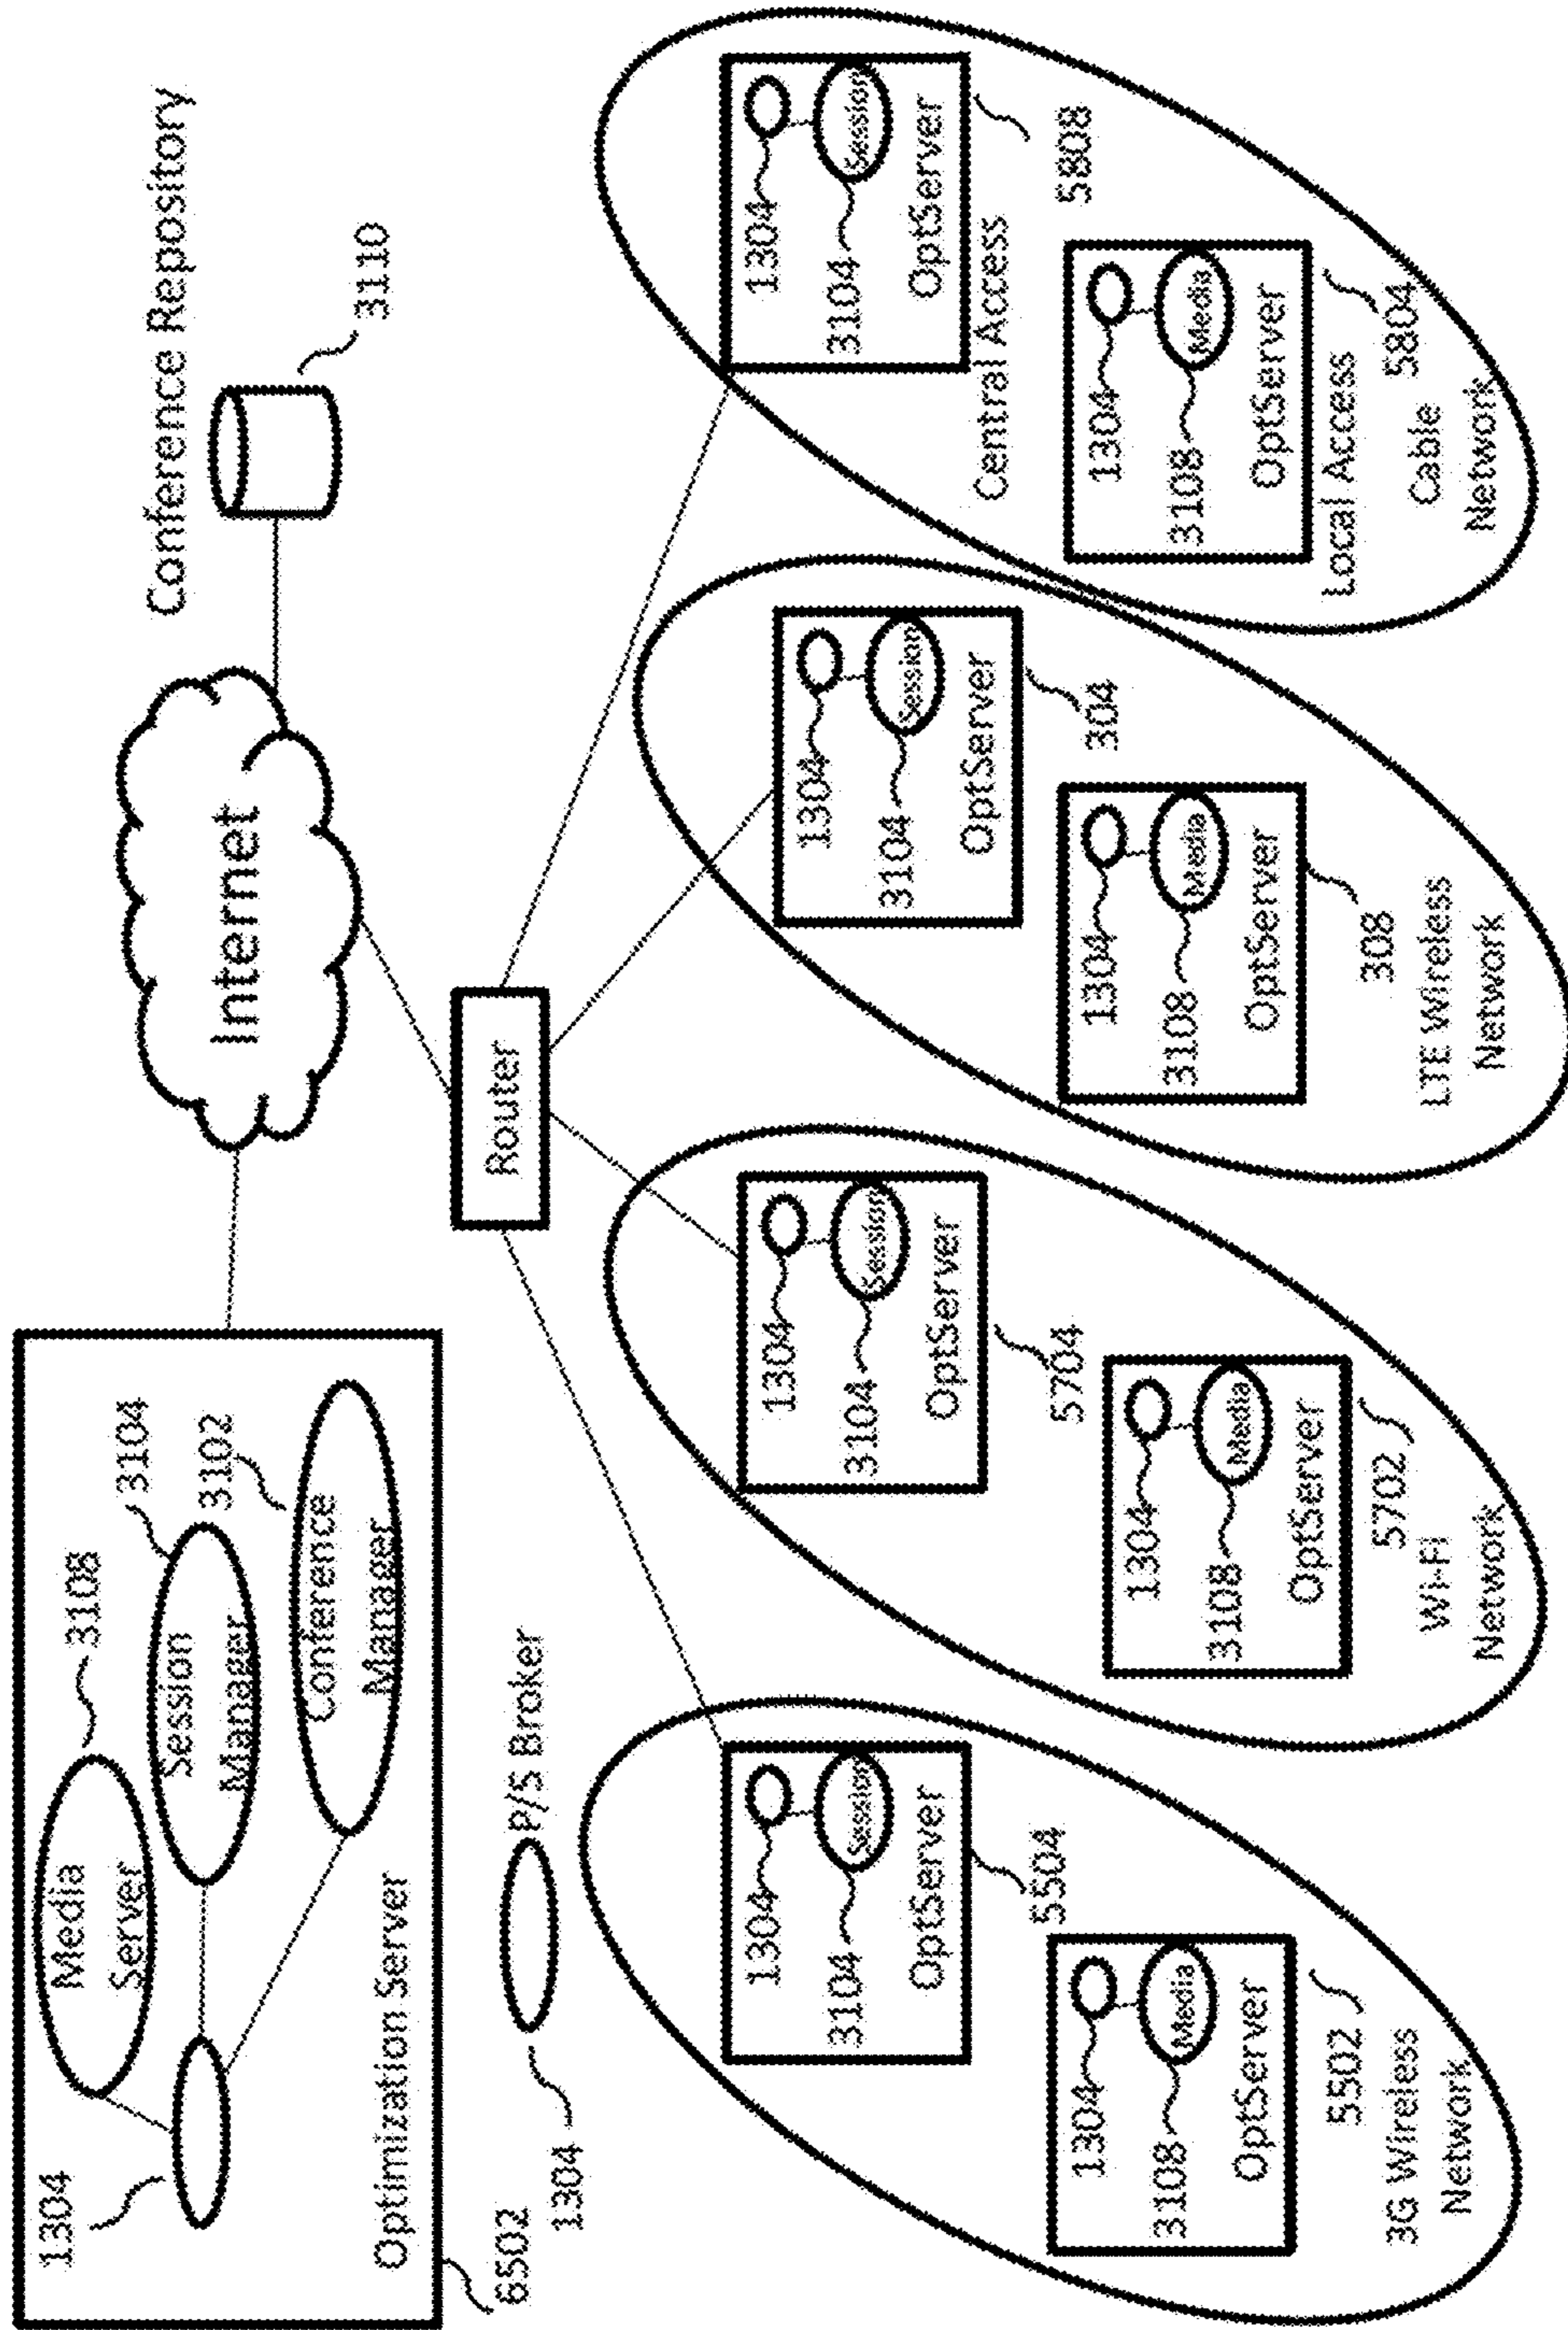 1304
Media
Server
3108
Session
Manager
3104
3102
Conference
Manager
Optimization Server
6502
1304
P/S Broker
Internet
Conference Repository
3110
Router
1304
3104
Session
OptServer
5504
1304
3108
Media
OptServer
5502
3G Wireless
Network
1304
3104
Session
OptServer
5704
1304
3108
Media
OptServer
5702
Wi-Fi
Network
1304
3104
Session
OptServer
304
1304
3108
Media
OptServer
308
LTE Wireless
Network
1304
3104
Session
OptServer
Central Access
5808
1304
3108
Media
OptServer
Local Access
5804
Cable
Network